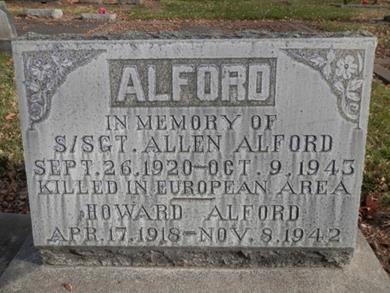 ALFORD
IN MEMORY OF
S/SGT. ALLEN ALFORD
SEPT. 26. 1920-OCT. 9. 1943
KILLED IN EUROPEAN AREA
HOWARD ALFORD
APR. 17. 1918-NOV. 8. 1942